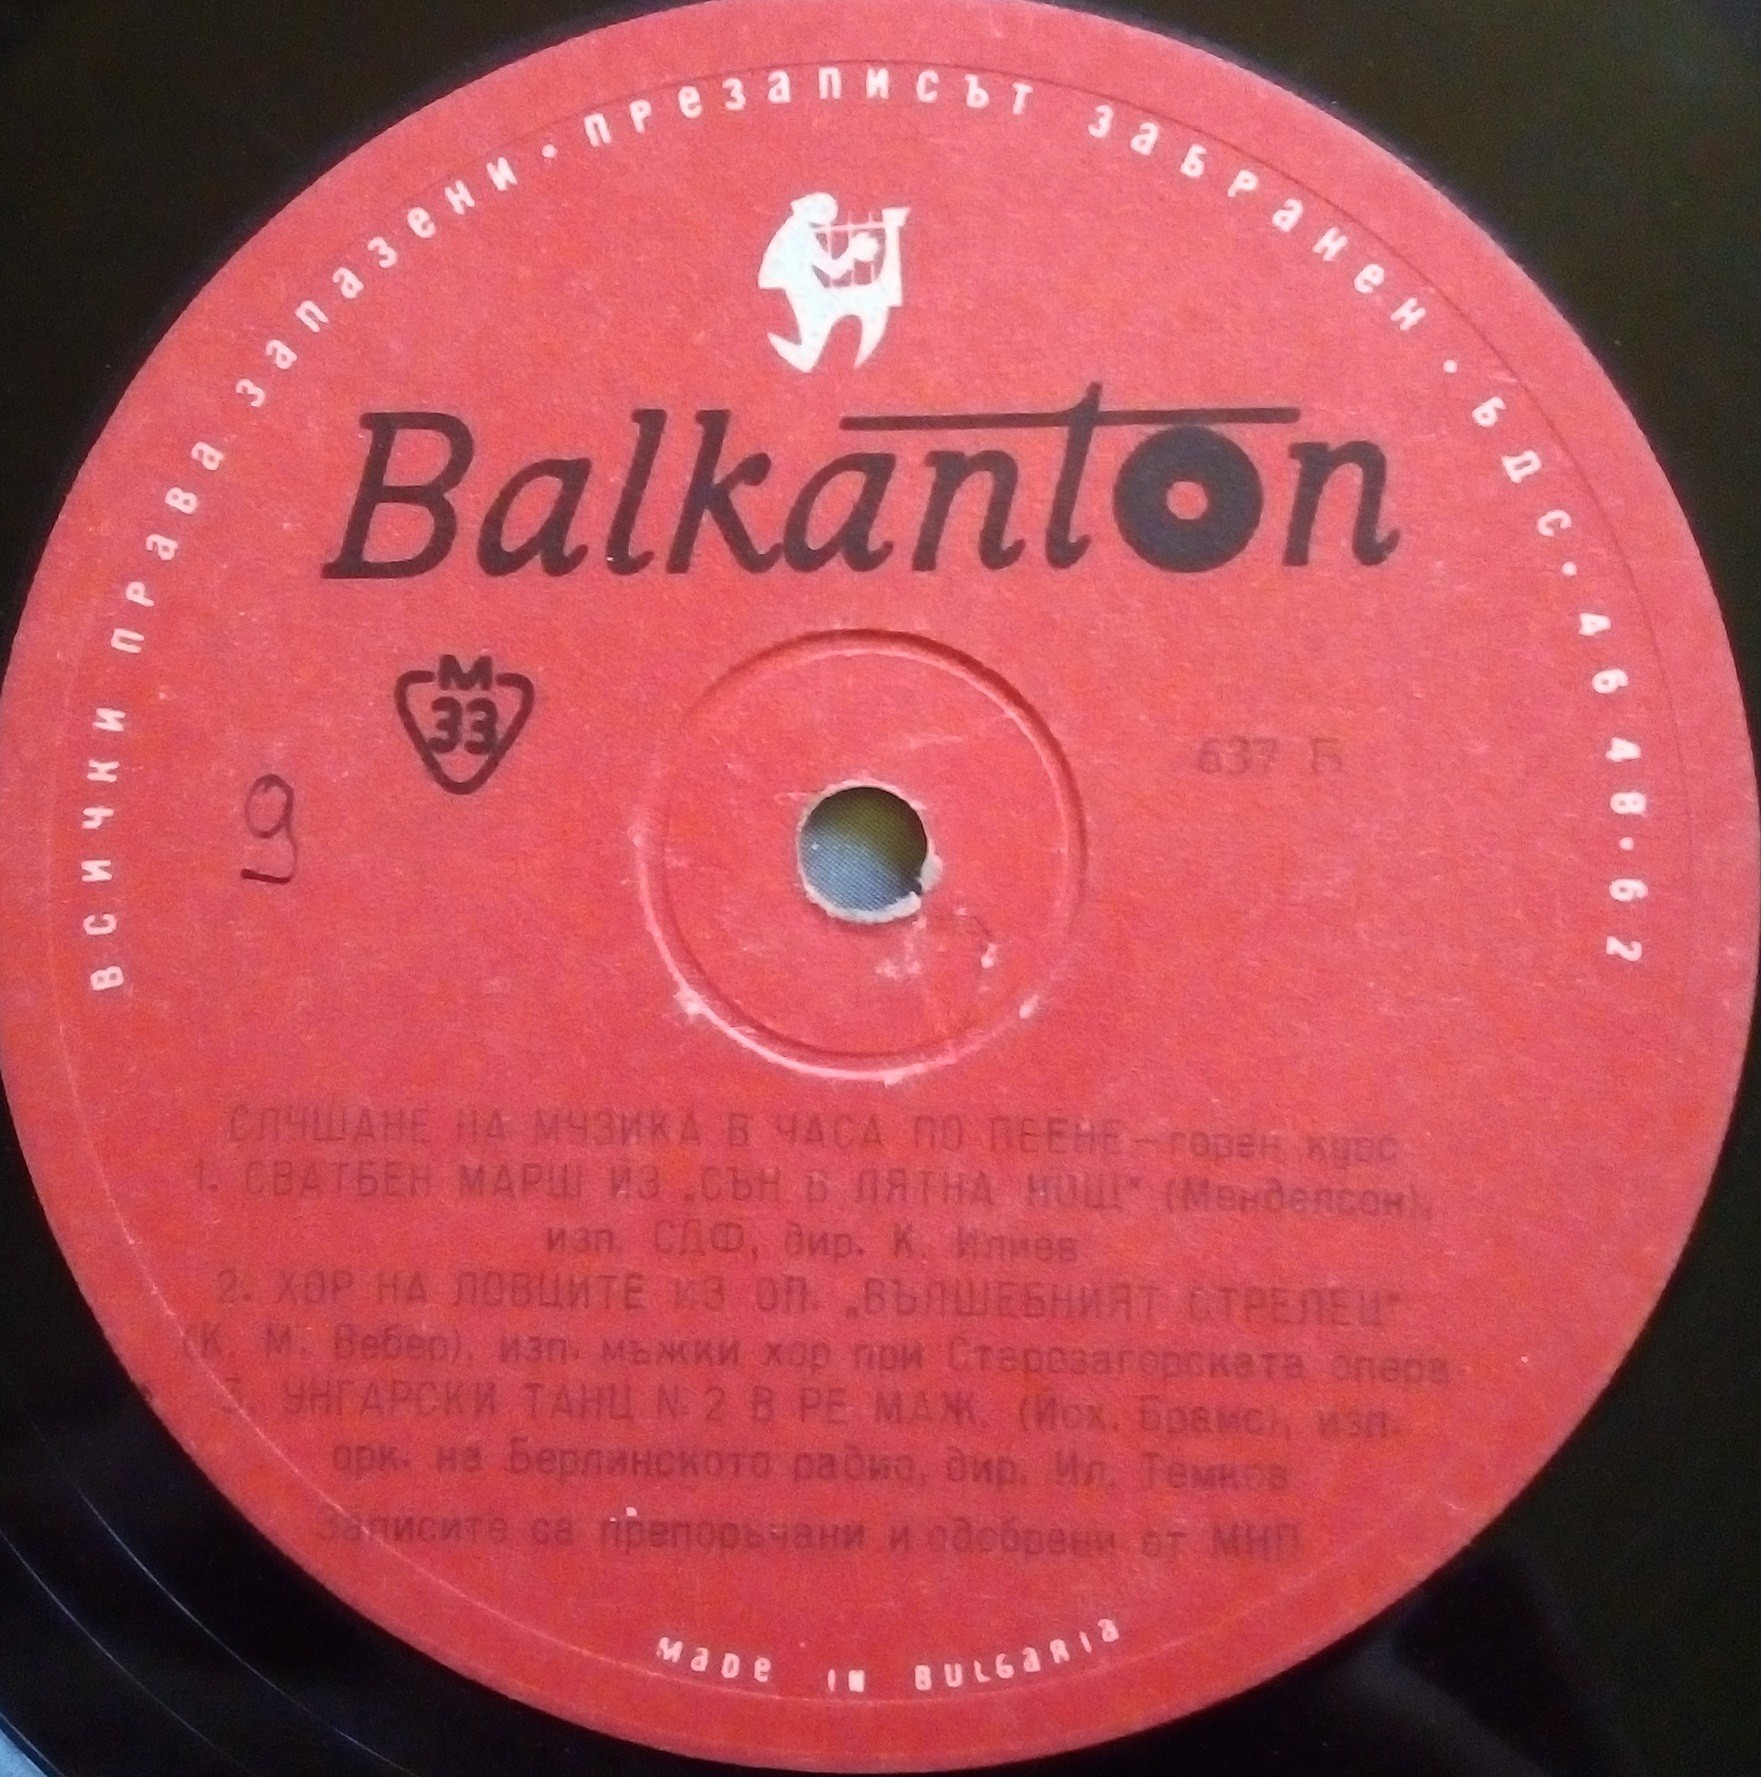 всички права запазени · презаписът забранен · БДС · 4648 · 62
Balkanton
М
33
9
637 Б
СЛУШАНЕ НА МУЗИКА В ЧАСА ПО ПЕЕНЕ — горен курс
1. СВАТБЕН МАРШ ИЗ „СЪН В ЛЯТНА НОЩ“ (Менделсон),
изп. СДФ, дир. К. Илиев
2. ХОР НА ЛОВЦИТЕ ИЗ ОП. „ВЪЛШЕБНИЯТ СТРЕЛЕЦ“
(К. М. Вебер), изп. мъжки хор при Старозагорската опера
3. УНГАРСКИ ТАНЦ № 2 В РЕ МАЖ. (Йох. Брамс), изп.
орк. на Берлинското радио, дир. Ил. Темков
Записите са препоръчани и одобрени от МНП
MADE IN BULGARIA